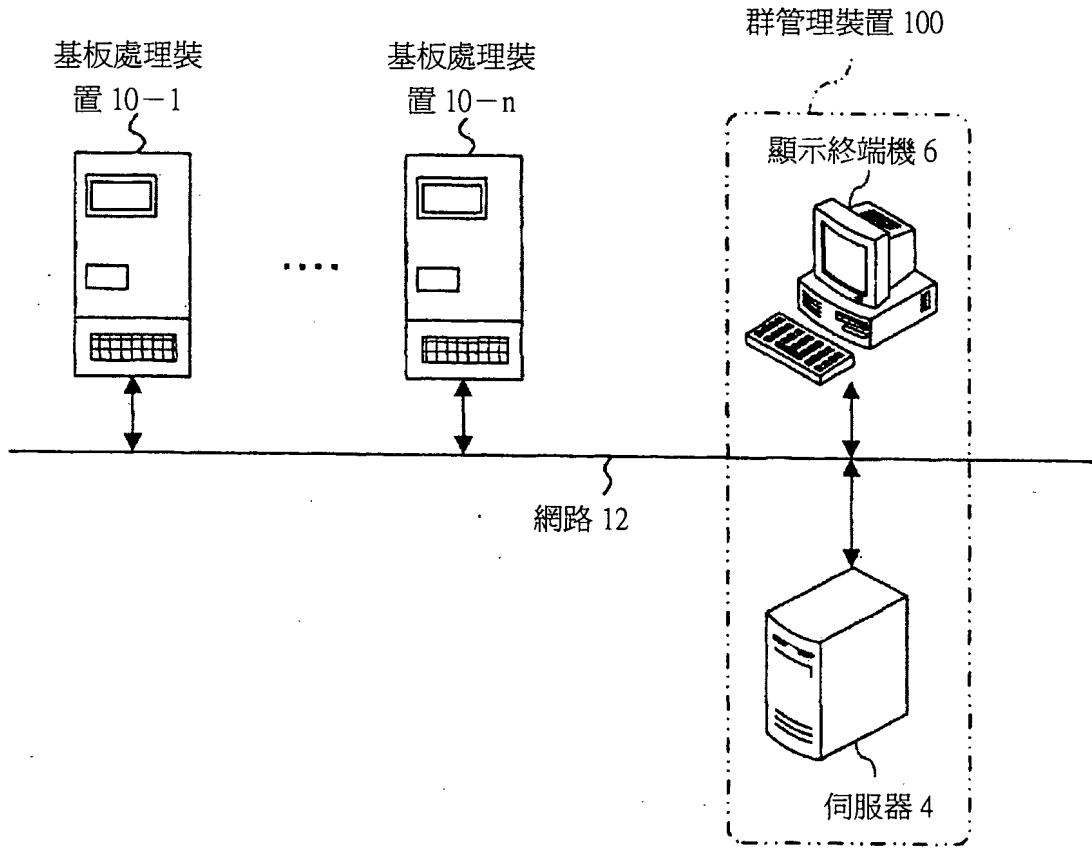 群管理裝置 100
基板處理裝
置 10－1
基板處理裝
置 10－n
顯示終端機 6
網路 12
伺服器 4